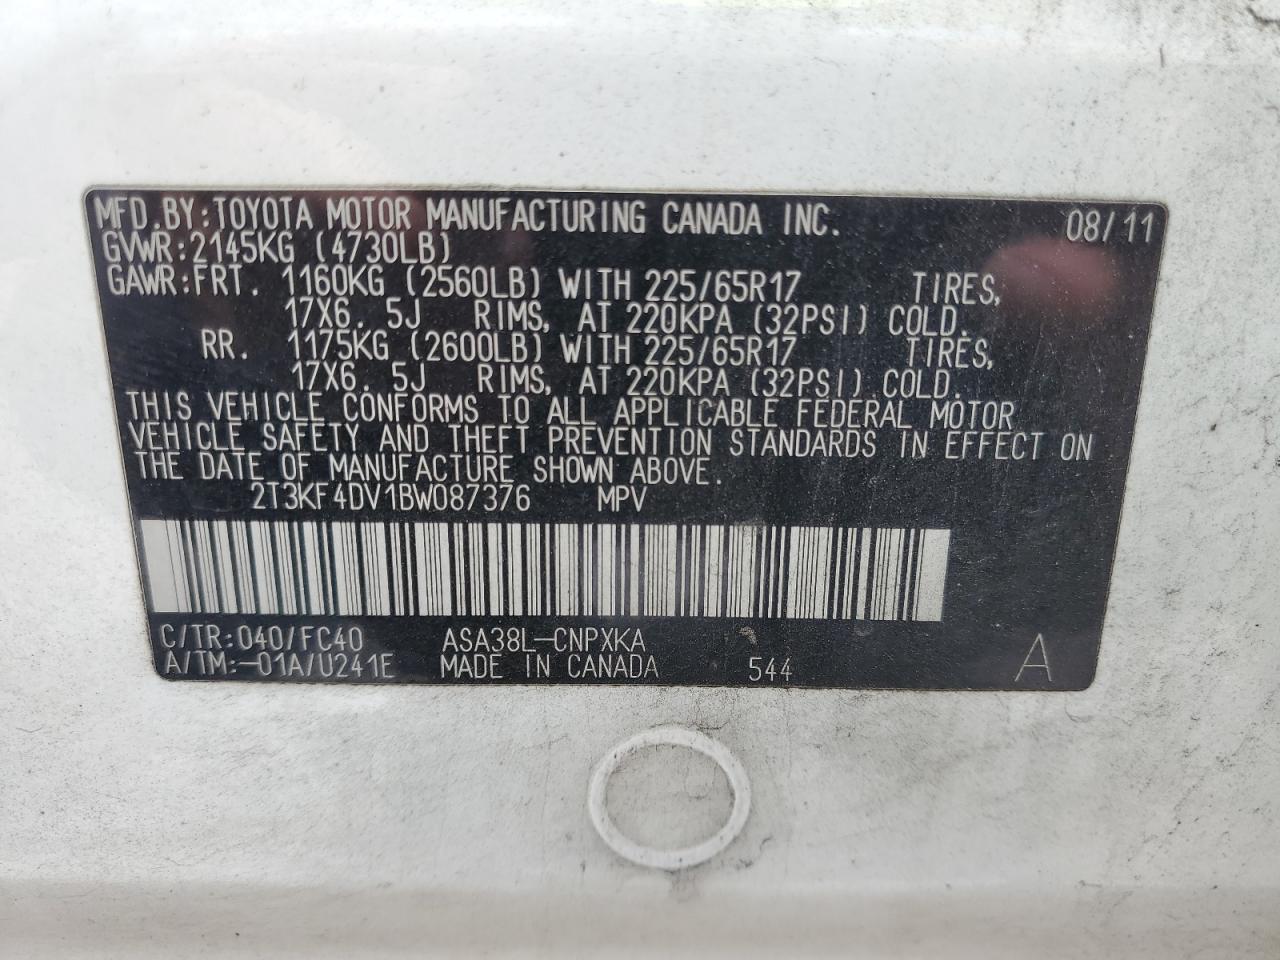 MFD.BY:TOYOTA MOTOR MANUFACTURING CANADA INC. 08/11
GVWR:2145KG (4730LB)
GAWR:FRT. 1160KG (2560LB) WITH 225/65R17 TIRES,
17X6.5J RIMS, AT 220KPA (32PSI) COLD.
RR. 1175KG (2600LB) WITH 225/65R17 TIRES,
17X6.5J RIMS, AT 220KPA (32PSI) COLD.
THIS VEHICLE CONFORMS TO ALL APPLICABLE FEDERAL MOTOR
VEHICLE SAFETY AND THEFT PREVENTION STANDARDS IN EFFECT ON
THE DATE OF MANUFACTURE SHOWN ABOVE.
2T3KF4DV1BW087376 MPV
C/TR:040/FC40 ASA38L-CNPXKA
A/TM:-01A/U241E MADE IN CANADA 544 A